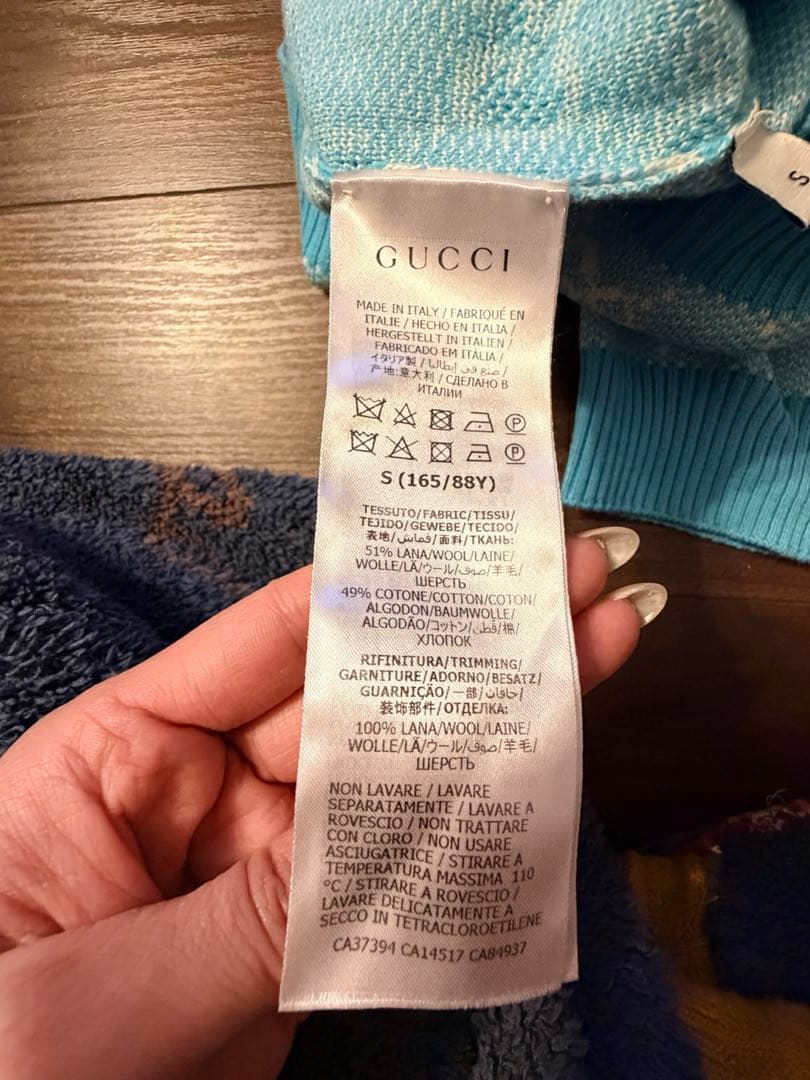 GUCCI
MADE IN ITALY / FABRIQUÉ EN
ITALIE / HECHO EN ITALIA /
HERGESTELLT IN ITALIEN /
FABRICADO EM ITÁLIA /
イタリア製 / صنع في إيطاليا /
产地:意大利 / СДЕЛАНО В
ИТАЛИИ
P
P
S (165/88Y)
TESSUTO/FABRIC/TISSU/
TEJIDO/GEWEBE/TECIDO/
表地/قماش/面料/ТКАНЬ:
51% LANA/WOOL/LAINE/
WOLLE/LÃ/ウール/صوف/羊毛/
ШЕРСТЬ
49% COTONE/COTTON/COTON/
ALGODON/BAUMWOLLE/
ALGODÃO/コットン/قطن/棉/
ХЛОПОК
RIFINITURA/TRIMMING/
GARNITURE/ADORNO/BESATZ/
GUARNIÇÃO/一部/حافات/
装饰部件/ОТДЕЛКА:
100% LANA/WOOL/LAINE/
WOLLE/LÃ/ウール/صوف/羊毛/
ШЕРСТЬ
NON LAVARE / LAVARE
SEPARATAMENTE / LAVARE A
ROVESCIO / NON TRATTARE
CON CLORO / NON USARE
ASCIUGATRICE / STIRARE A
TEMPERATURA MASSIMA 110
°C / STIRARE A ROVESCIO /
LAVARE DELICATAMENTE A
SECCO IN TETRACLOROETILENE
CA37394 CA14517 CA84937
S